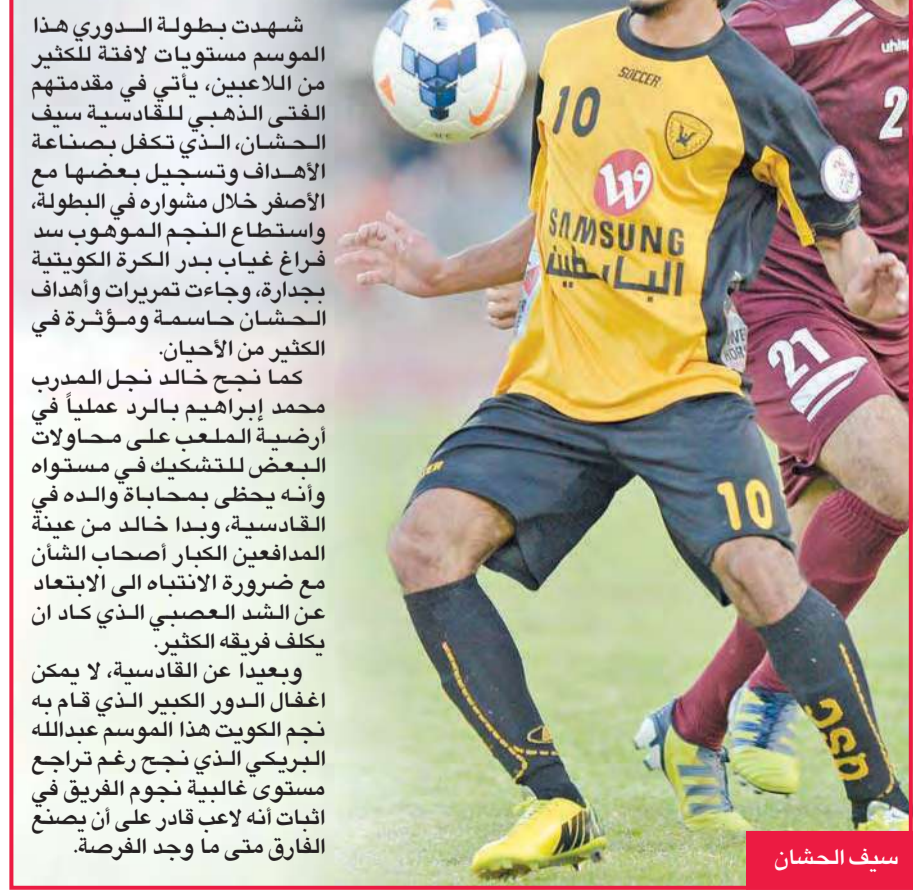 شهدت بطولة الدوري هذا
الموسم مستويات لافتة للكثير
من اللاعبين، يأتي في مقدمتهم
الفتى الذهبي للقادسية سيف
الحشان، الذي تكفل بصناعة
الأهداف وتسجيل بعضها مع
الأصفر خلال مشواره في البطولة،
واستطاع النجم الموهوب سد
فراغ غياب بدر الكرة الكويتية
بجدارة، وجاءت تمريرات وأهداف
الحشان حاسمة ومؤثرة في
الكثير من الأحيان.
كما نجح خالد نجل المدرب
محمد إبراهيم بالرد عملياً في
أرضية الملعب على محاولات
البعض للتشكيك في مستواه
وأنه يحظى بمحاباة والده في
القادسية، وبدا خالد من عينة
المدافعين الكبار أصحاب الشأن
مع ضرورة الانتباه الى الابتعاد
عن الشد العصبي الذي كاد ان
يكلف فريقه الكثير.
وبعيدا عن القادسية، لا يمكن
اغفال الدور الكبير الذي قام به
نجم الكويت هذا الموسم عبدالله
البريكي الذي نجح رغم تراجع
مستوى غالبية نجوم الفريق في
اثبات أنه لاعب قادر على أن يصنع
الفارق متى ما وجد الفرصة.
SOCCER
10
SAMSUNG
البابطين
10
QSC
2
21
سيف الحشان